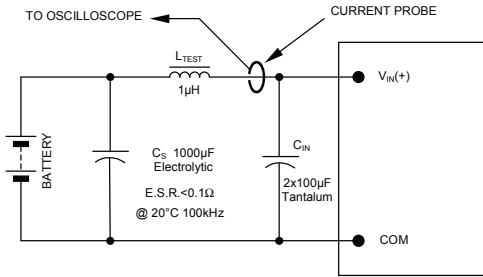 TO OSCILLOSCOPE
CURRENT PROBE
LTEST
1µH
VIN(+)
BATTERY
CS 1000µF
Electrolytic
E.S.R.<0.1Ω
@ 20°C 100kHz
CIN
2x100µF
Tantalum
COM